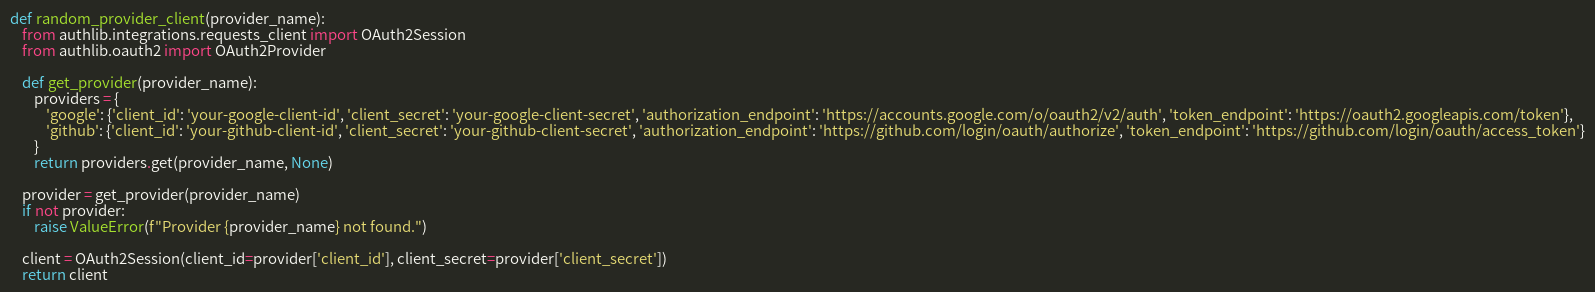 def random_provider_client(provider_name):
    from authlib.integrations.requests_client import OAuth2Session
    from authlib.oauth2 import OAuth2Provider

    def get_provider(provider_name):
        providers = {
            'google': {'client_id': 'your-google-client-id', 'client_secret': 'your-google-client-secret', 'authorization_endpoint': 'https://accounts.google.com/o/oauth2/v2/auth', 'token_endpoint': 'https://oauth2.googleapis.com/token'},
            'github': {'client_id': 'your-github-client-id', 'client_secret': 'your-github-client-secret', 'authorization_endpoint': 'https://github.com/login/oauth/authorize', 'token_endpoint': 'https://github.com/login/oauth/access_token'}
        }
        return providers.get(provider_name, None)

    provider = get_provider(provider_name)
    if not provider:
        raise ValueError(f"Provider {provider_name} not found.")

    client = OAuth2Session(client_id=provider['client_id'], client_secret=provider['client_secret'])
    return client